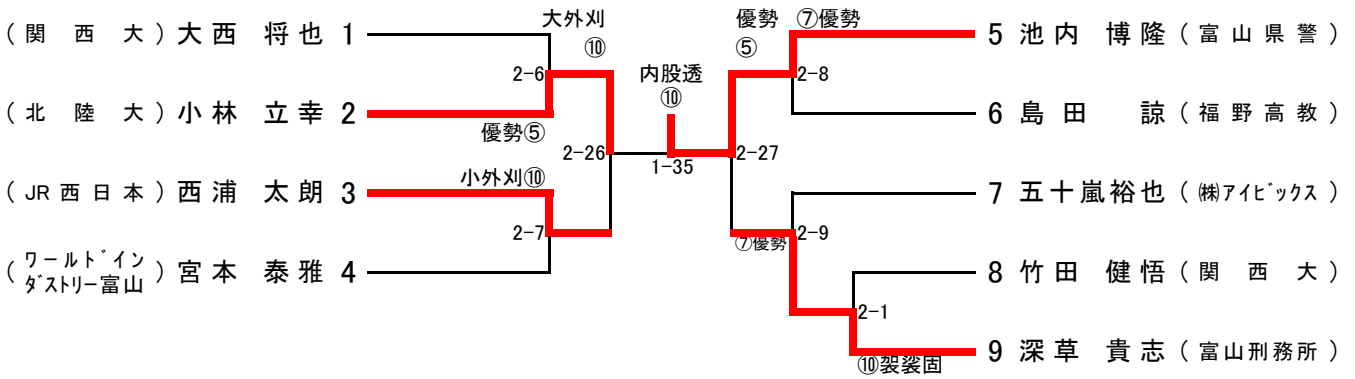 大外刈
⑩
優勢 ⑦優勢
⑤
(関西大) 大西 将也 1
5 池内 博隆 (富山県警)
2-6
内股透
⑩
2-8
(北陸大) 小林 立幸 2
優勢⑤
6 島田 諒 (福野高教)
2-26
1-35
2-27
小外刈⑩
(JR西日本) 西浦 太朗 3
7 五十嵐裕也 (㈱アイビックス)
2-7
⑦優勢
2-9
(ワールドイン
ダストリー富山) 宮本 泰雅 4
8 竹田 健悟 (関西大)
2-1
⑩袈裟固
9 深草 貴志 (富山刑務所)